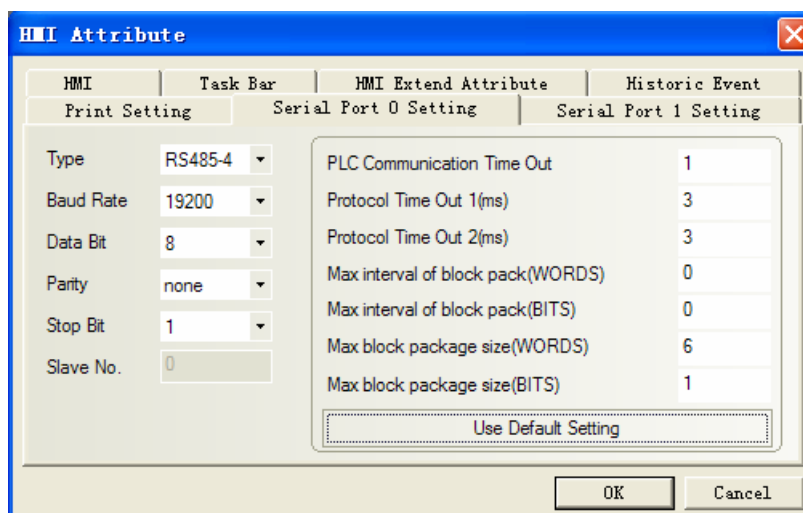 HMI Attribute
HMI Task Bar HMI Extend Attribute Historic Event
Print Setting Serial Port 0 Setting Serial Port 1 Setting
Type RS485-4
Baud Rate 19200
Data Bit 8
Parity none
Stop Bit 1
Slave No. 0
PLC Communication Time Out 1
Protocol Time Out 1(ms) 3
Protocol Time Out 2(ms) 3
Max interval of block pack(WORDS) 0
Max interval of block pack(BITS) 0
Max block package size(WORDS) 6
Max block package size(BITS) 1
Use Default Setting
OK Cancel